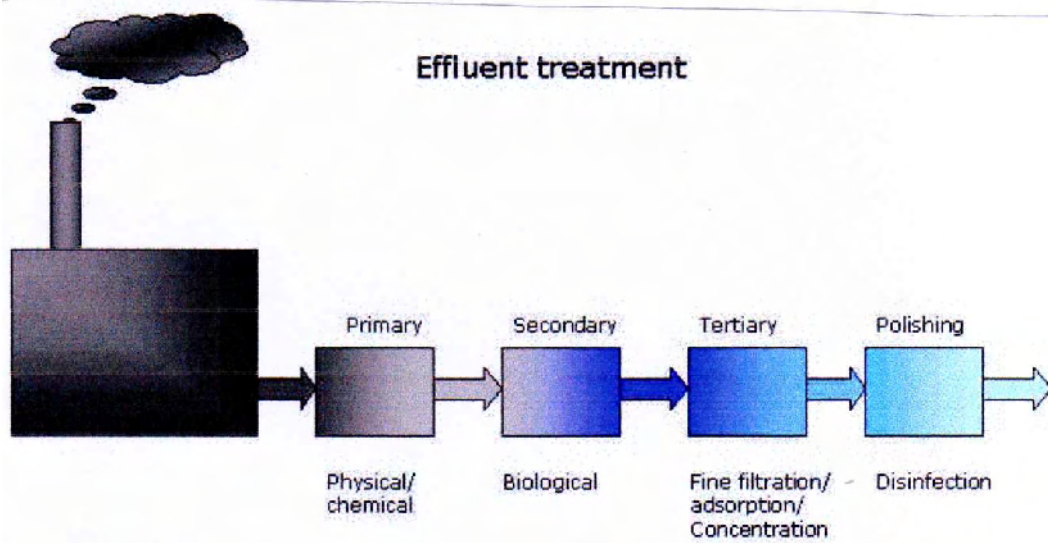 Effluent treatment
Primary
Secondary
Tertiary
Polishing
Physical/
chemical
Biological
Fine filtration/
adsorption/
Concentration
Disinfection